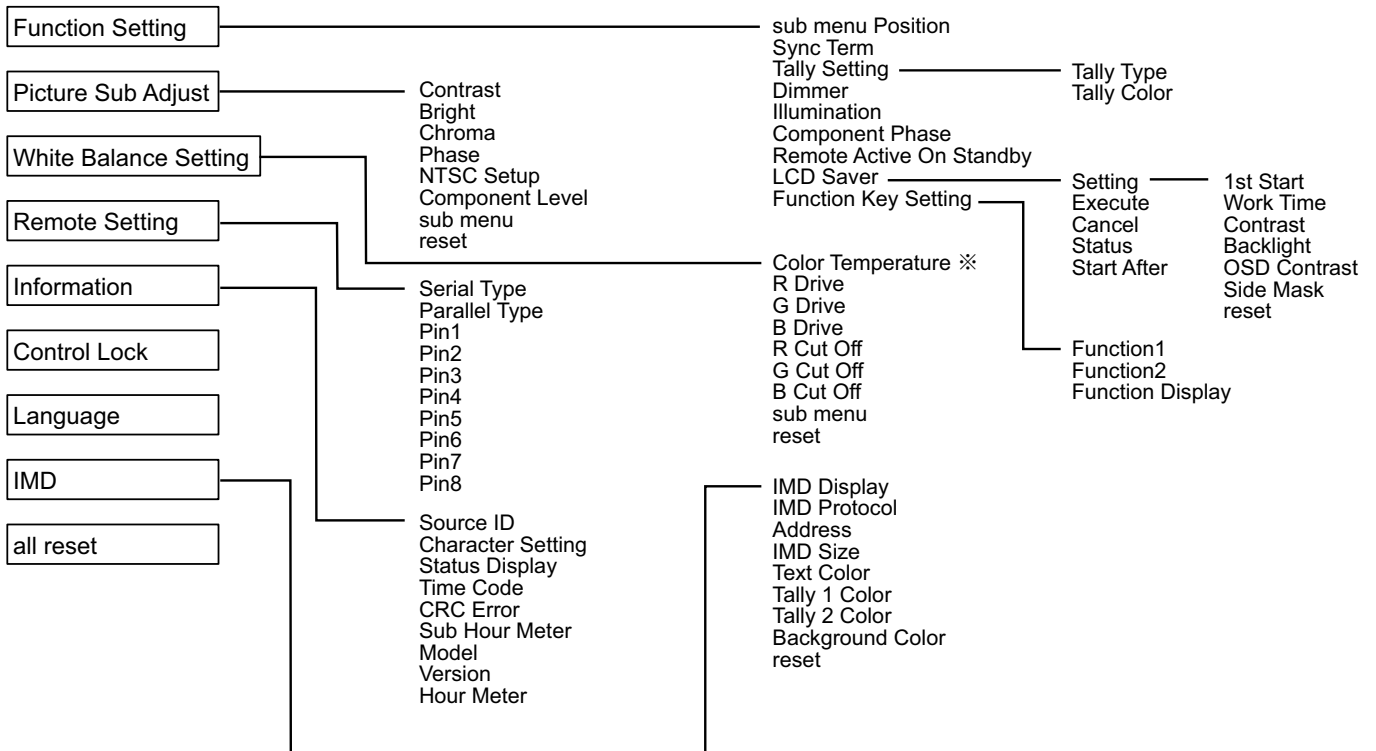 Function Setting
Picture Sub Adjust
White Balance Setting
Remote Setting
Information
Control Lock
Language
IMD
all reset
Contrast
Bright
Chroma
Phase
NTSC Setup
Component Level
sub menu
reset
Serial Type
Parallel Type
Pin1
Pin2
Pin3
Pin4
Pin5
Pin6
Pin7
Pin8
Source ID
Character Setting
Status Display
Time Code
CRC Error
Sub Hour Meter
Model
Version
Hour Meter
sub menu Position
Sync Term
Tally Setting
Dimmer
Illumination
Component Phase
Remote Active On Standby
LCD Saver
Function Key Setting
Color Temperature ※
R Drive
G Drive
B Drive
R Cut Off
G Cut Off
B Cut Off
sub menu
reset
IMD Display
IMD Protocol
Address
IMD Size
Text Color
Tally 1 Color
Tally 2 Color
Background Color
reset
Tally Type
Tally Color
Setting
Execute
Cancel
Status
Start After
Function1
Function2
Function Display
1st Start
Work Time
Contrast
Backlight
OSD Contrast
Side Mask
reset